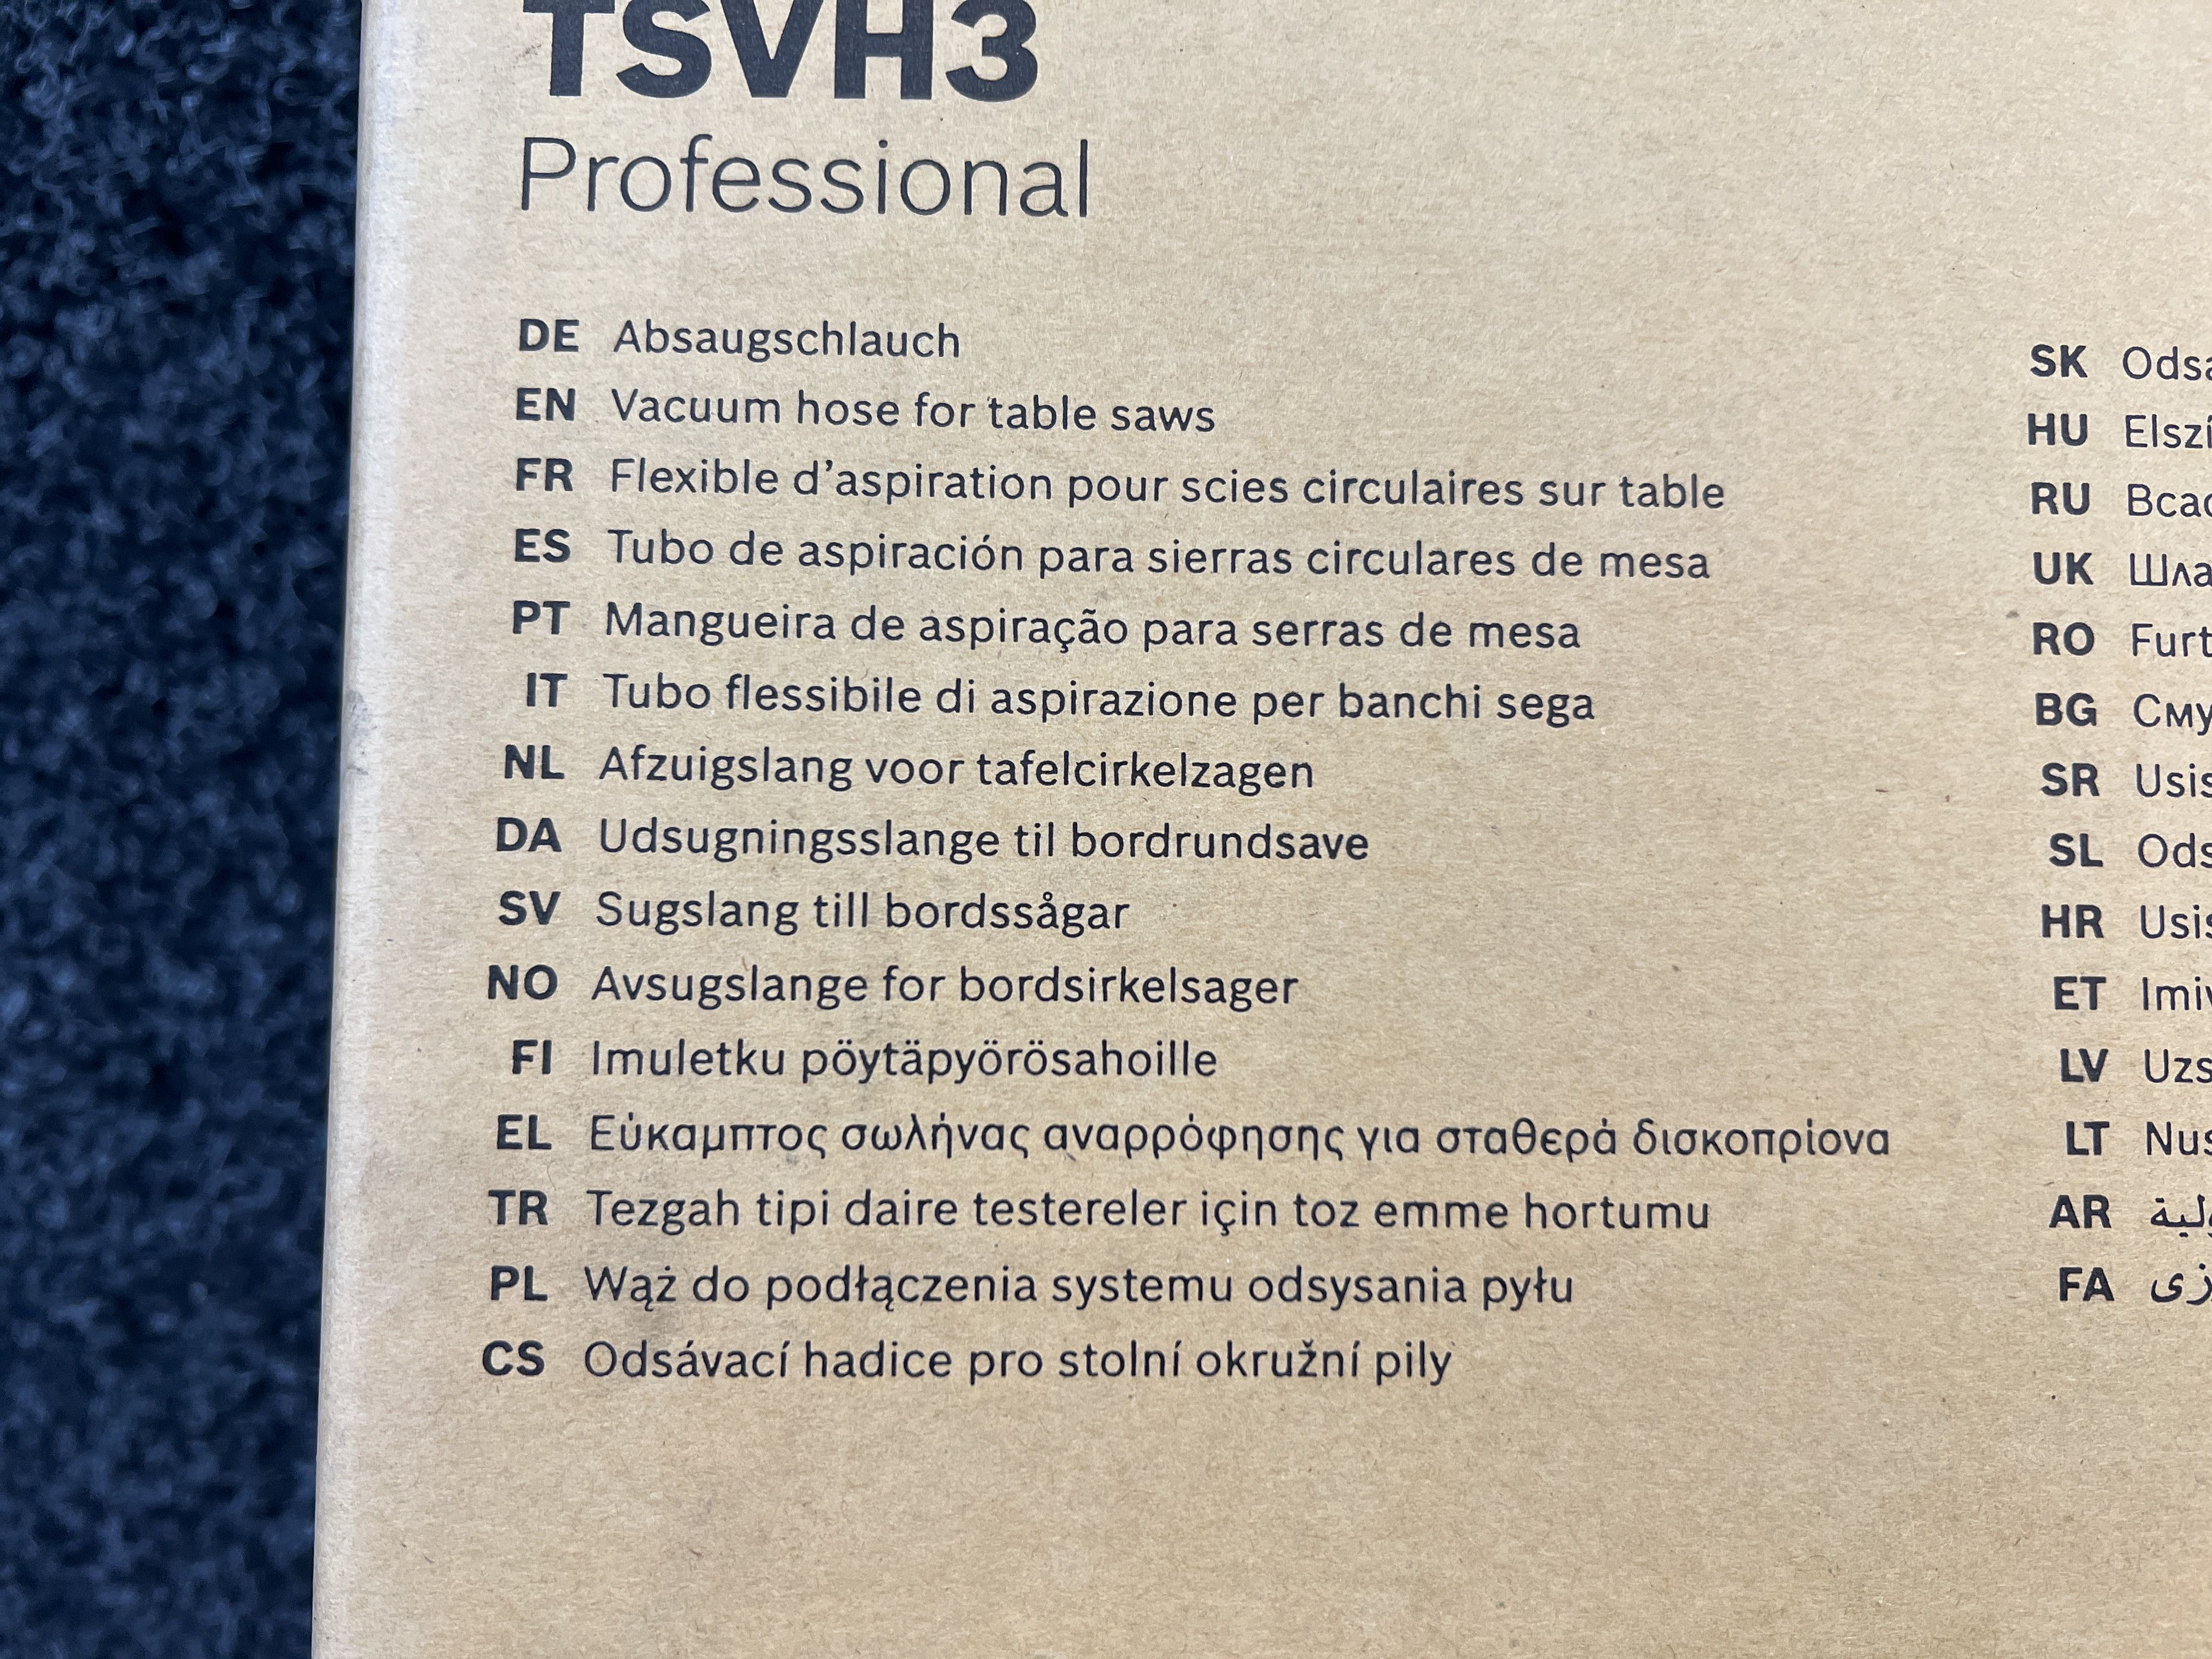 TSVH3
Professional
DE Absaugschlauch
EN Vacuum hose for table saws
FR Flexible d'aspiration pour scies circulaires sur table
ES Tubo de aspiración para sierras circulares de mesa
PT Mangueira de aspiração para serras de mesa
IT Tubo flessibile di aspirazione per banchi sega
NL Afzuigslang voor tafelcirkelzagen
DA Udsugningsslange til bordrundsave
SV Sugslang till bordssågar
NO Avsugslange for bordsirkelsager
FI Imuletku pöytäpyörösahoille
EL Εύκαμπτος σωλήνας αναρρόφησης για σταθερά δισκοπρίονα
TR Tezgah tipi daire testereler için toz emme hortumu
PL Wąż do podłączenia systemu odsysania pyłu
CS Odsávací hadice pro stolní okružní pily
SK
HU
RU
UK
RO
BG
SR
SL
HR
ET
LV
LT
AR
FA